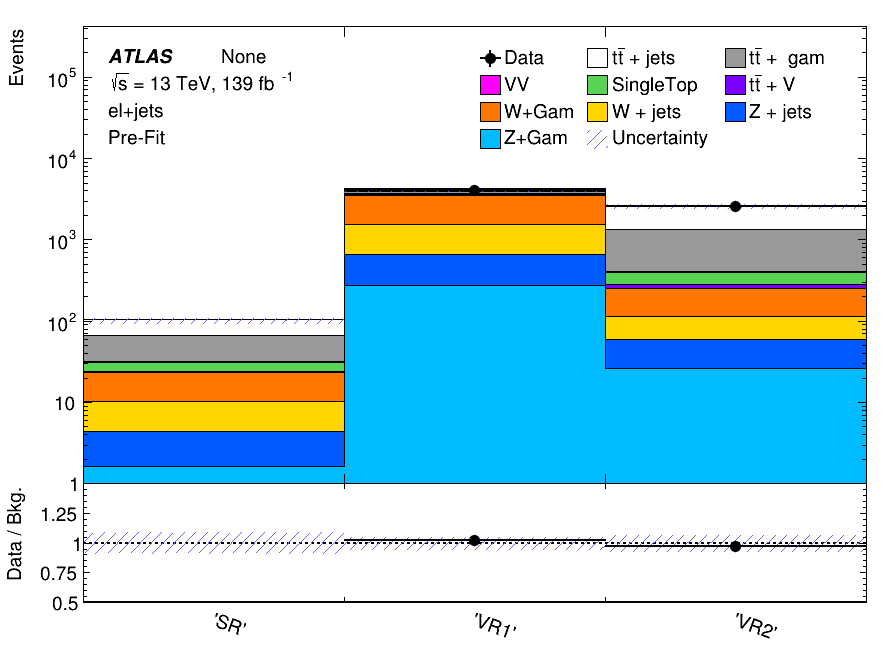 Events
10⁵
10⁴
10³
10²
10
1
ATLAS None
√s = 13 TeV, 139 fb⁻¹
el+jets
Pre-Fit
Data tt̄ + jets tt̄ + gam
VV SingleTop tt̄ + V
W+Gam W + jets Z + jets
Z+Gam Uncertainty
Data / Bkg.
1.25
1
0.75
0.5
'SR' 'VR1' 'VR2'